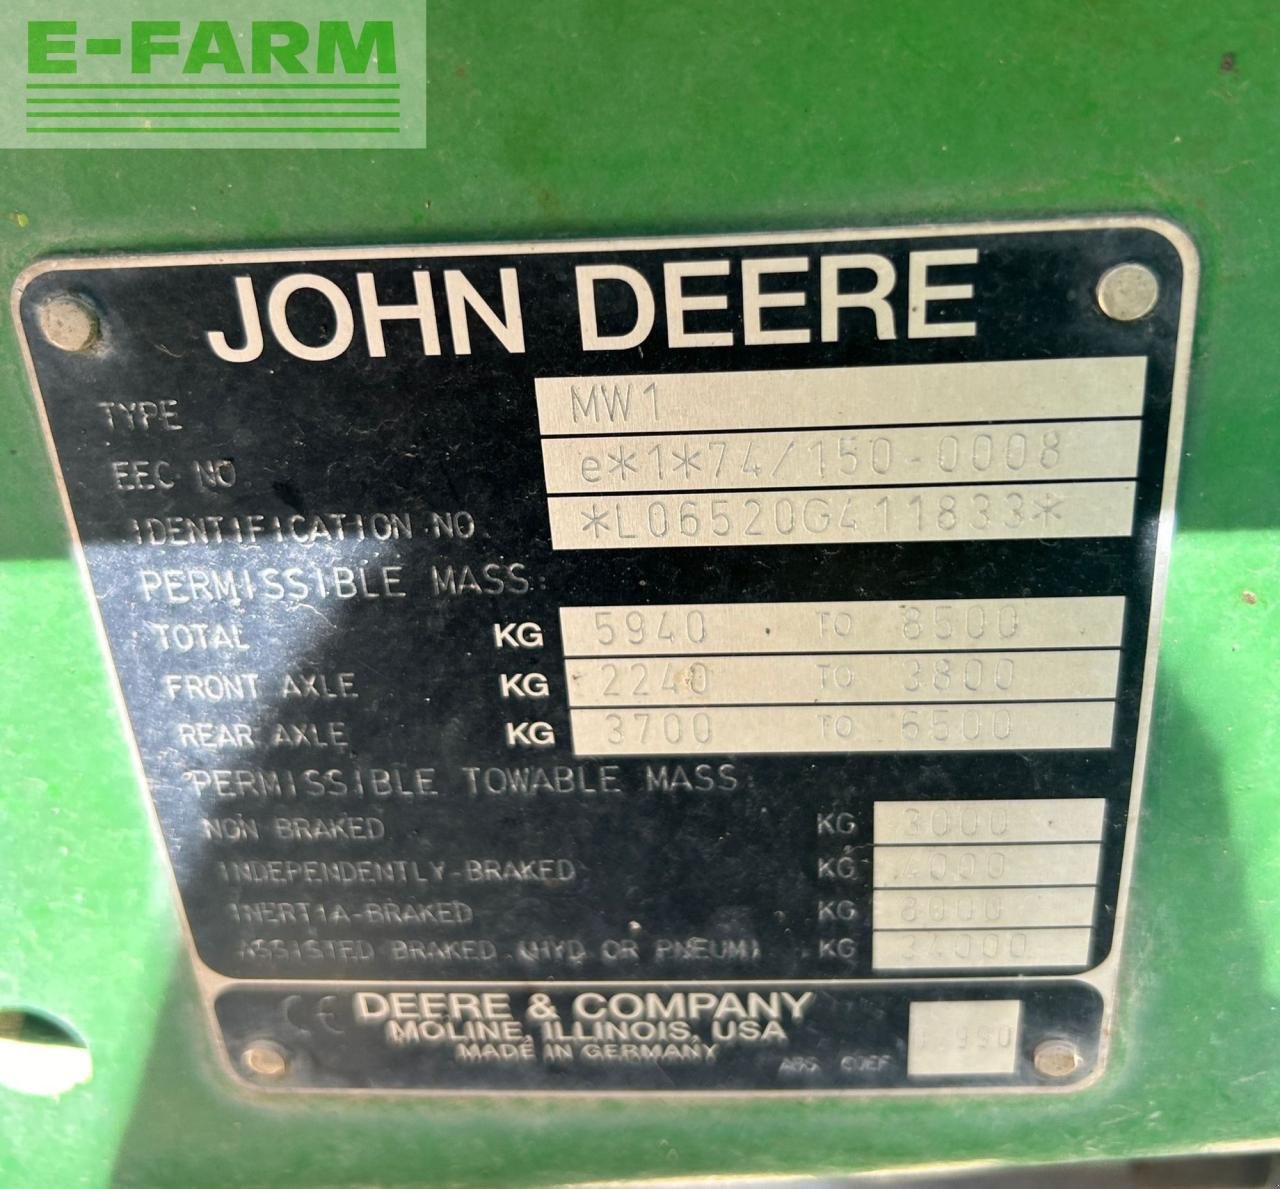 E-FARM
JOHN DEERE
TYPE MW1
EEC NO e*1*74/150-0008
IDENTIFICATION NO. *L06520G411833*
PERMISSIBLE MASS:
TOTAL KG 5940 TO 8500
FRONT AXLE KG 2240 TO 3800
REAR AXLE KG 3700 TO 6500
PERMISSIBLE TOWABLE MASS:
NON BRAKED KG 3000
INDEPENDENTLY-BRAKED KG 4000
INERTIA-BRAKED KG 8000
ASSISTED BRAKED (HYD OR PNEUM) KG 34000
CE DEERE & COMPANY
MOLINE, ILLINOIS, USA
MADE IN GERMANY
ABS COEF